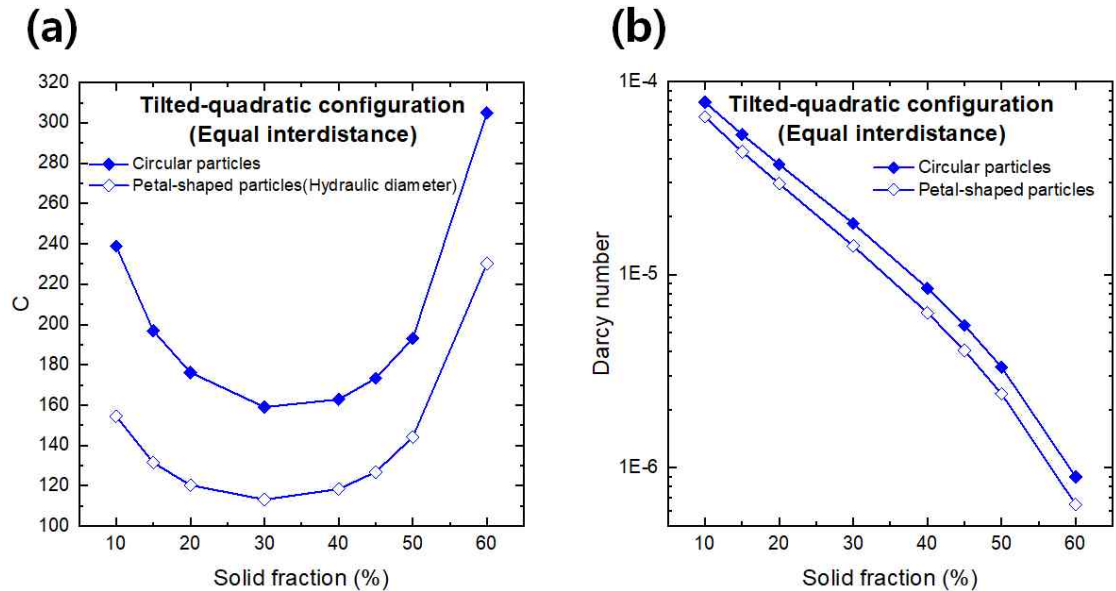 (a)
320
300
280
260
240
220
200
180
160
140
120
100
C
Tilted-quadratic configuration
(Equal interdistance)
Circular particles
Petal-shaped particles(Hydraulic diameter)
10 20 30 40 50 60
Solid fraction (%)
(b)
1E-4
1E-5
1E-6
Darcy number
Tilted-quadratic configuration
(Equal interdistance)
Circular particles
Petal-shaped particles
10 20 30 40 50 60
Solid fraction (%)